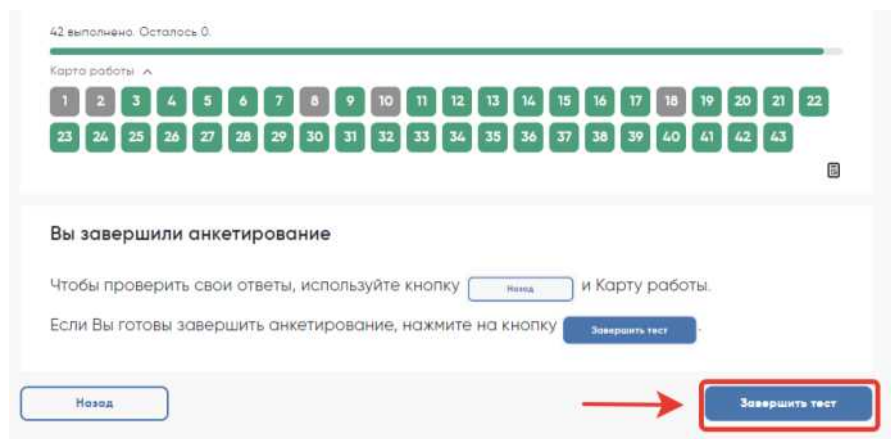 42 выполнено. Осталось 0.
Карта работы
1 2 3 4 5 6 7 8 9 10 11 12 13 14 15 16 17 18 19 20 21 22
23 24 25 26 27 28 29 30 31 32 33 34 35 36 37 38 39 40 41 42 43
Вы завершили анкетирование
Чтобы проверить свои ответы, используйте кнопку Назад и Карту работы.
Если Вы готовы завершить анкетирование, нажмите на кнопку Завершить тест.
Назад Завершить тест